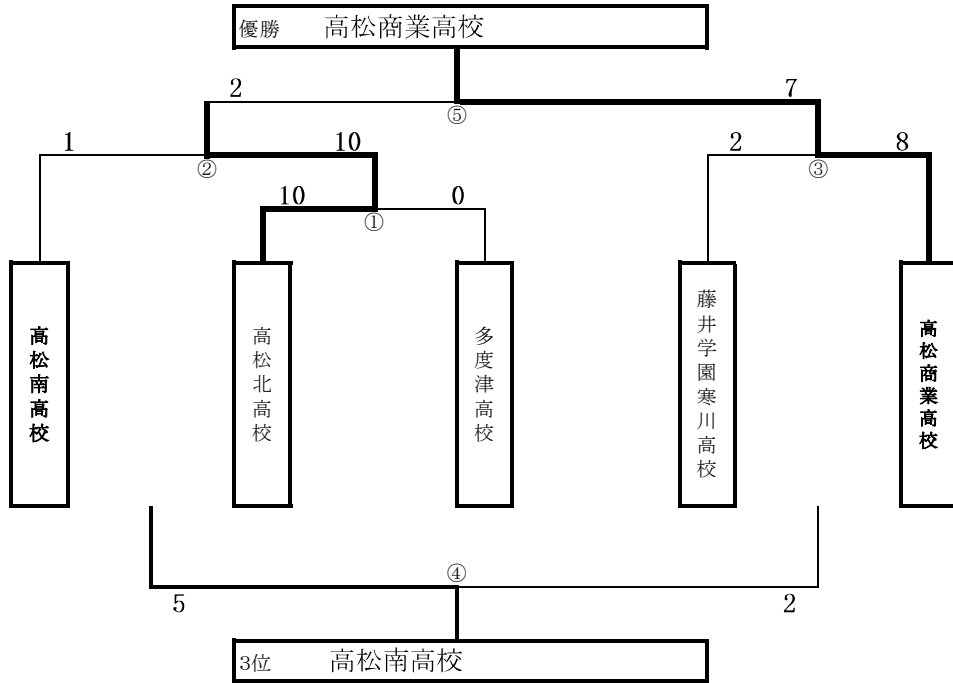 優勝 高松商業高校
2 7
⑤
1 10 2 8
② ③
10 0
①
高松南高校
高松北高校
多度津高校
藤井学園寒川高校
高松商業高校
④
5 2
3位 高松南高校